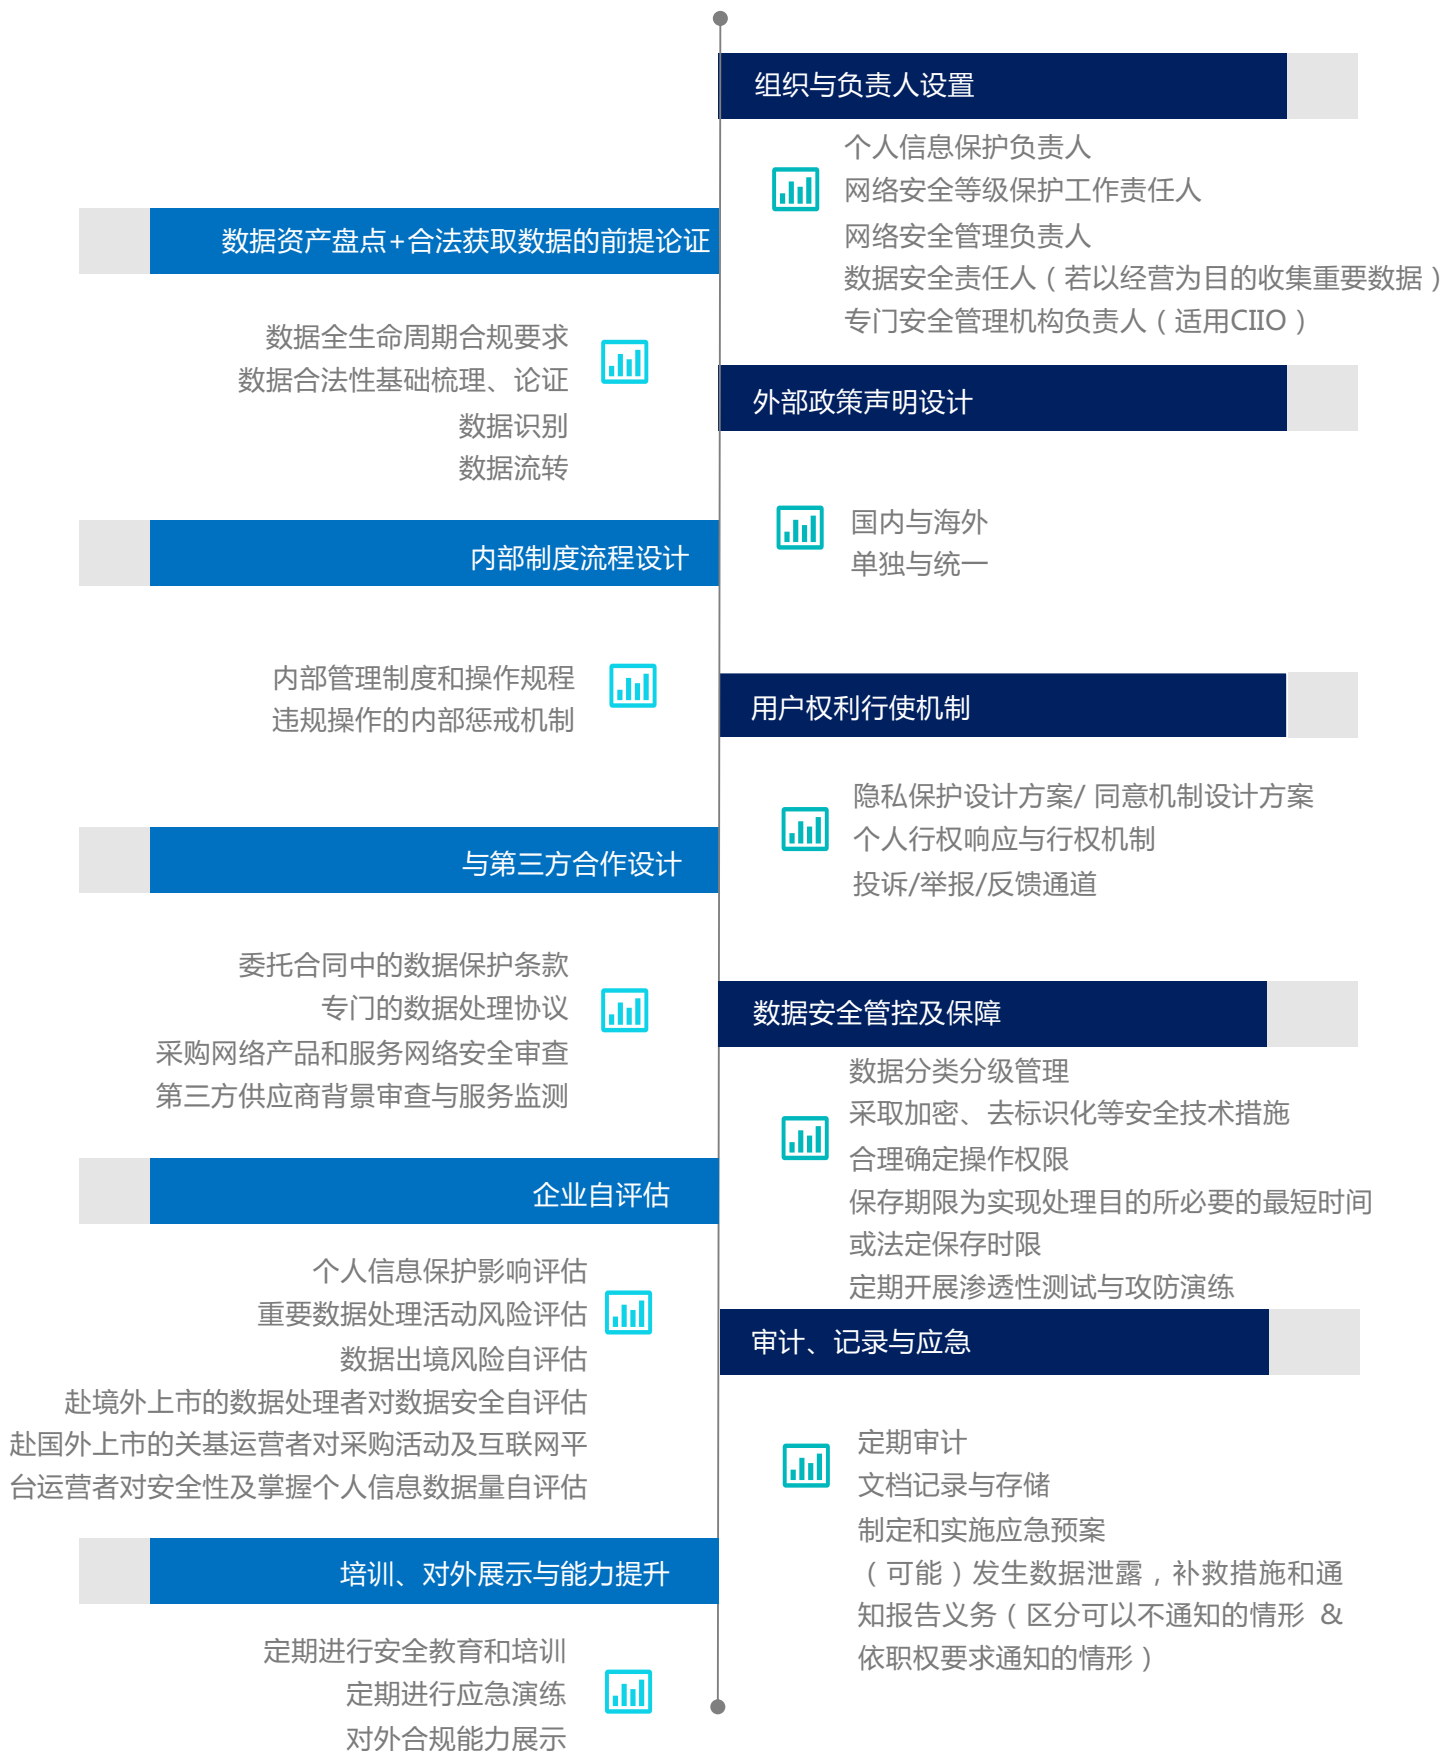 组织与负责人设置
个人信息保护负责人
网络安全等级保护工作责任人
网络安全管理负责人
数据安全责任人（若以经营为目的收集重要数据）
专门安全管理机构负责人（适用CIIO）
数据资产盘点+合法获取数据的前提论证
数据全生命周期合规要求
数据合法性基础梳理、论证
数据识别
数据流转
外部政策声明设计
国内与海外
单独与统一
内部制度流程设计
内部管理制度和操作规程
违规操作的内部惩戒机制
用户权利行使机制
隐私保护设计方案/ 同意机制设计方案
个人行权响应与行权机制
投诉/举报/反馈通道
与第三方合作设计
委托合同中的数据保护条款
专门的数据处理协议
采购网络产品和服务网络安全审查
第三方供应商背景审查与服务监测
数据安全管控及保障
数据分类分级管理
采取加密、去标识化等安全技术措施
合理确定操作权限
保存期限为实现处理目的所必要的最短时间
或法定保存时限
定期开展渗透性测试与攻防演练
企业自评估
个人信息保护影响评估
重要数据处理活动风险评估
数据出境风险自评估
赴境外上市的数据处理者对数据安全自评估
赴国外上市的关基运营者对采购活动及互联网平
台运营者对安全性及掌握个人信息数据量自评估
审计、记录与应急
定期审计
文档记录与存储
制定和实施应急预案
（可能）发生数据泄露，补救措施和通
知报告义务（区分可以不通知的情形 &
依职权要求通知的情形）
培训、对外展示与能力提升
定期进行安全教育和培训
定期进行应急演练
对外合规能力展示